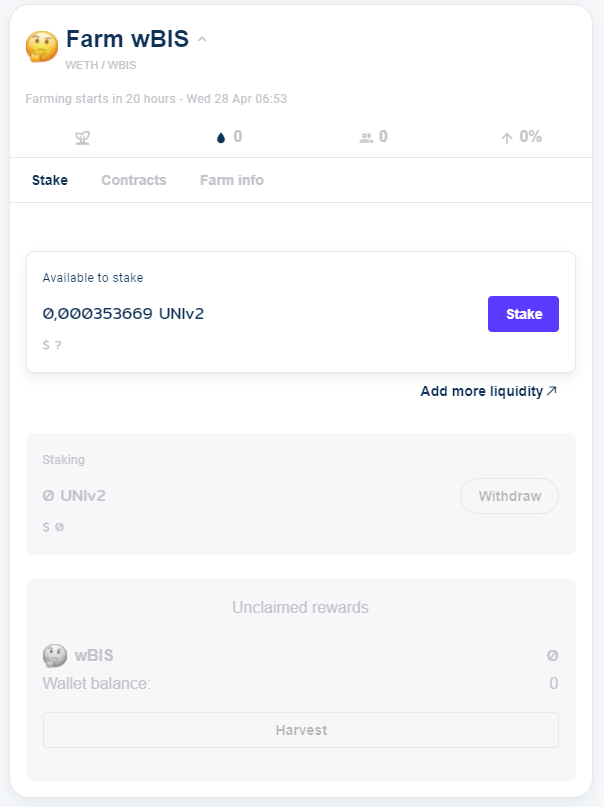 Farm wBIS
WETH / WBIS
Farming starts in 20 hours - Wed 28 Apr 06:53
0 0 0%
Stake Contracts Farm info
Available to stake
0,000353669 UNIv2 Stake
$ ?
Add more liquidity
Staking
0 UNIv2 Withdraw
$ 0
Unclaimed rewards
wBIS 0
Wallet balance: 0
Harvest